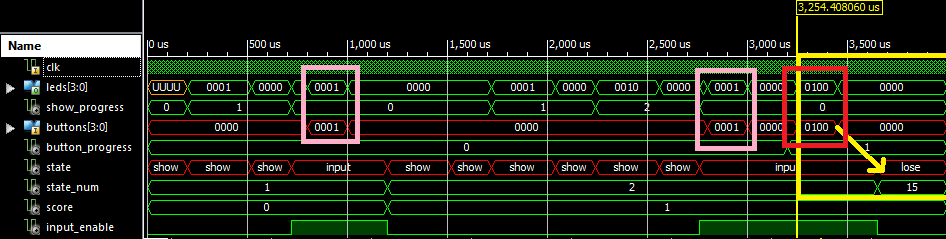 3,254.408060 us
Name
0 us 500 us 1,000 us 1,500 us 2,000 us 2,500 us 3,000 us 3,500 us
clk
leds[3:0] UUUU 0001 0000 0001 0000 0001 0000 0010 0000 0001 0000 0100 0000
show_progress 0 1 0 1 2 0
buttons[3:0] 0000 0001 0000 0001 0000 0100 0000
button_progress 0 1
state show show show input show show show show show input lose
state_num 1 2 15
score 0 1
input_enable